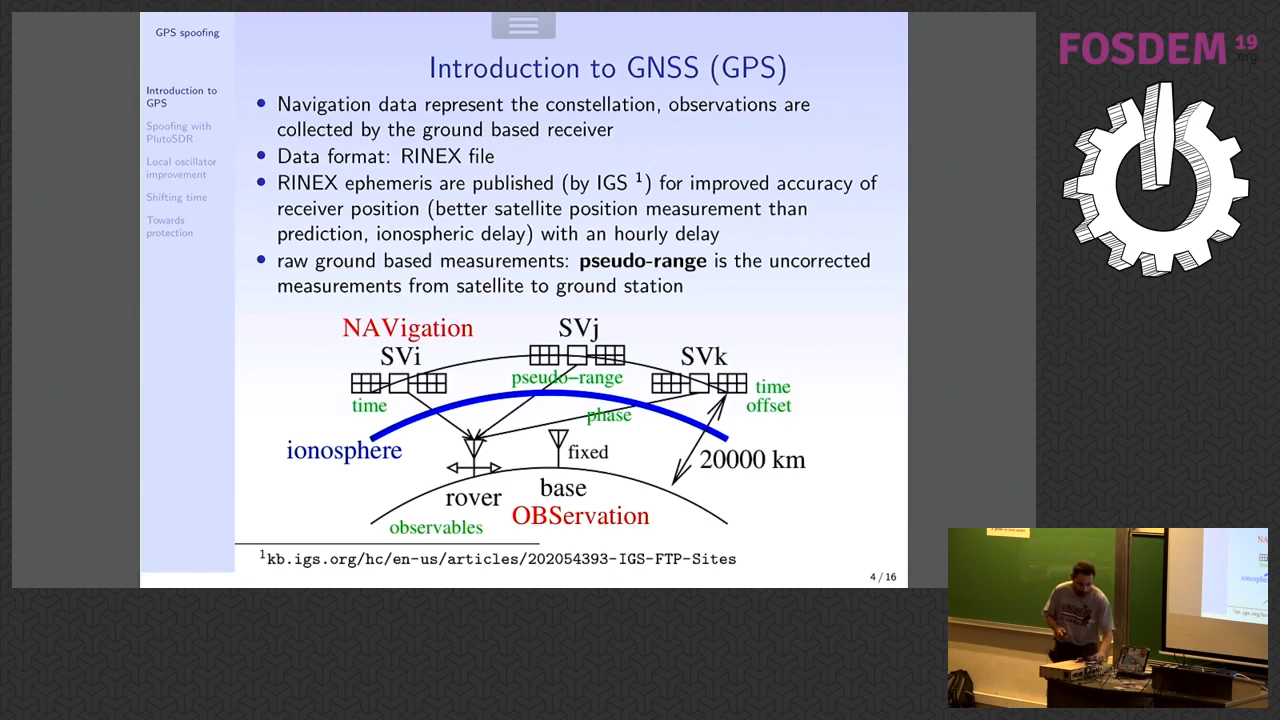 GPS spoofing
Introduction to
GPS
Spoofing with
PlutoSDR
Local oscillator
improvement
Shifting time
Towards
protection
Introduction to GNSS (GPS)
• Navigation data represent the constellation, observations are
collected by the ground based receiver
• Data format: RINEX file
• RINEX ephemeris are published (by IGS 1) for improved accuracy of
receiver position (better satellite position measurement than
prediction, ionospheric delay) with an hourly delay
• raw ground based measurements: pseudo-range is the uncorrected
measurements from satellite to ground station
NAVigation
SVj
SVi
SVk
pseudo-range
time
time
offset
phase
ionosphere
fixed
20000 km
rover
base
observables
OBServation
1kb.igs.org/hc/en-us/articles/202054393-IGS-FTP-Sites
4 / 16
FOSDEM 19
.org